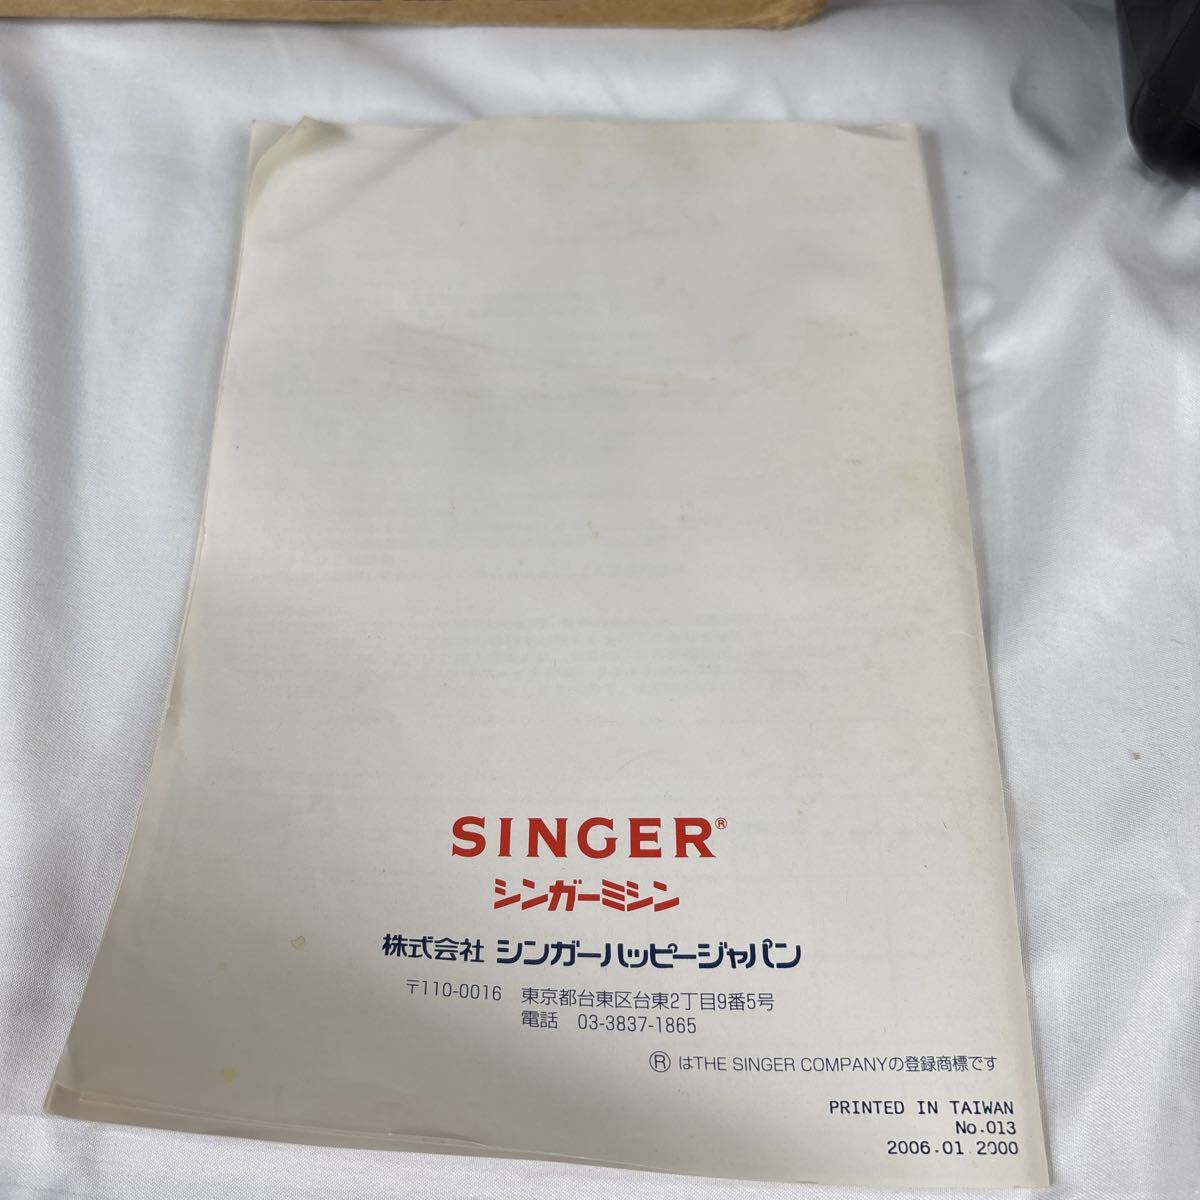 SINGER®
シンガーミシン
株式会社 シンガーハッピージャパン
〒110-0016 東京都台東区台東2丁目9番5号
電話 03-3837-1865
Ⓡ はTHE SINGER COMPANYの登録商標です
PRINTED IN TAIWAN
No.013
2006.01 2000